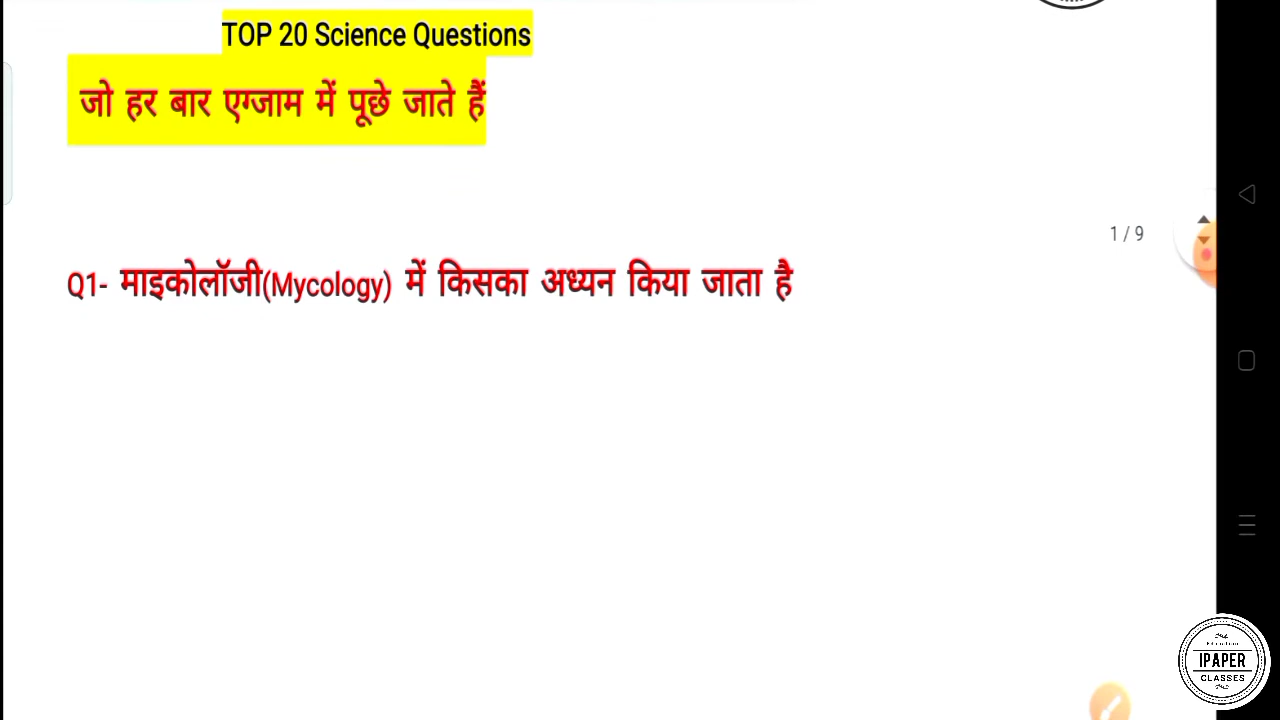 TOP 20 Science Questions
जो हर बार एग्जाम में पूछे जाते हैं
1 / 9
Q1- माइकोलॉजी(Mycology) में किसका अध्यन किया जाता है
IPAPER
CLASSES